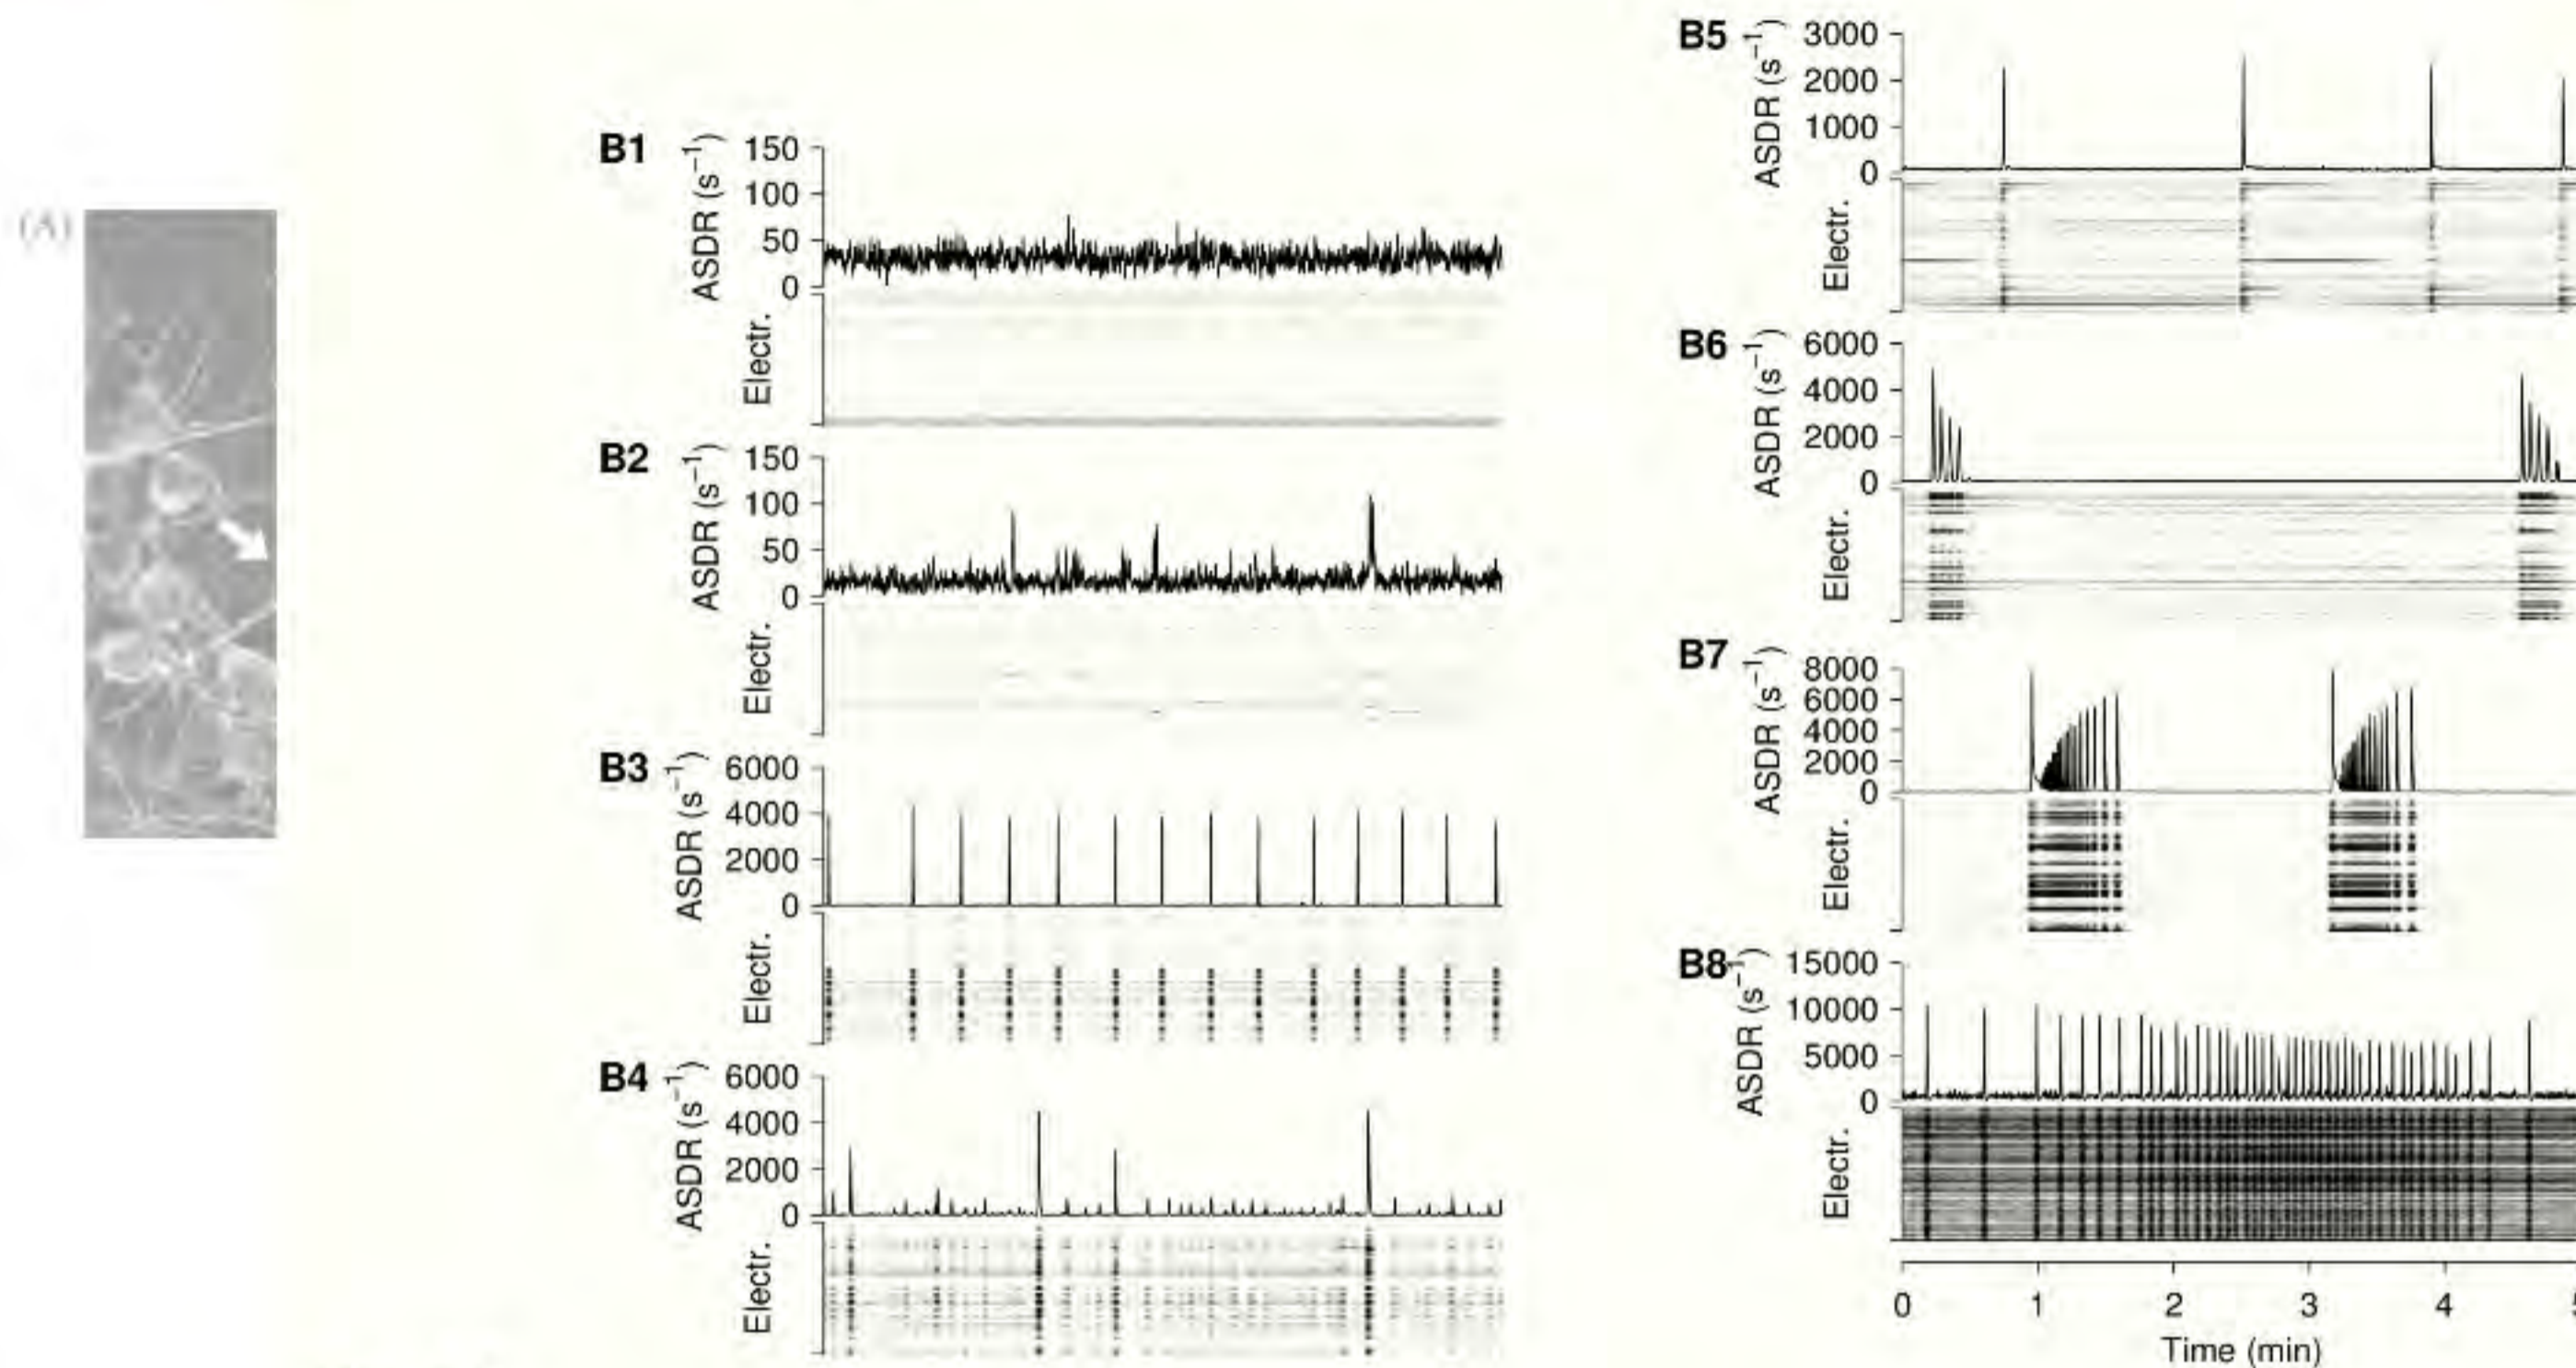 (A)
B1
ASDR (s⁻¹)
150
100
50
0
Electr.
B2
ASDR (s⁻¹)
150
100
50
0
Electr.
B3
ASDR (s⁻¹)
6000
4000
2000
0
Electr.
B4
ASDR (s⁻¹)
6000
4000
2000
0
Electr.
B5
ASDR (s⁻¹)
3000
2000
1000
0
Electr.
B6
ASDR (s⁻¹)
6000
4000
2000
0
Electr.
B7
ASDR (s⁻¹)
8000
6000
4000
2000
0
Electr.
B8
ASDR (s⁻¹)
15000
10000
5000
0
Electr.
0 1 2 3 4
Time (min)